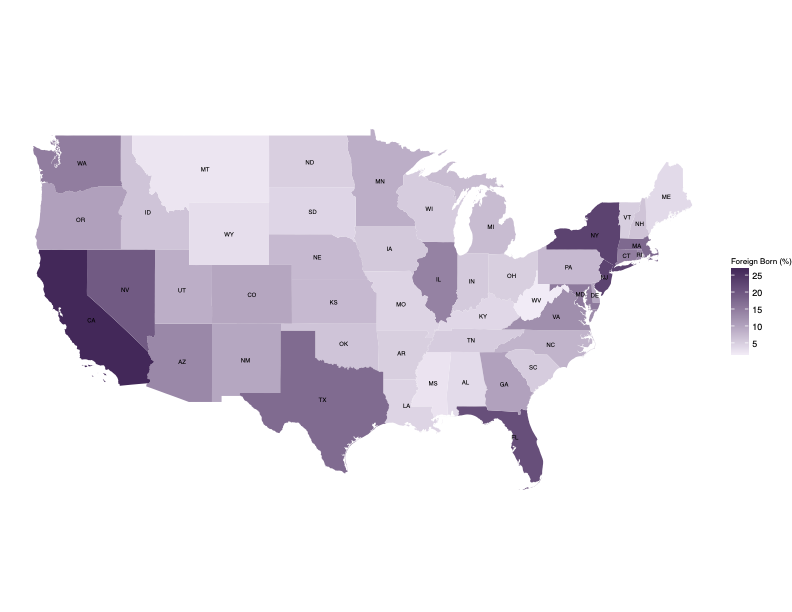 WA
MT
ND
MN
ME
OR
ID
SD
WI
MI
VT
NH
NY
WY
IA
MA
CT
RI
NV
UT
CO
NE
IL
IN
OH
PA
NJ
MD
DE
CA
KS
MO
WV
VA
KY
AZ
NM
OK
AR
TN
NC
SC
TX
LA
MS
AL
GA
FL
Foreign Born (%)
25
20
15
10
5